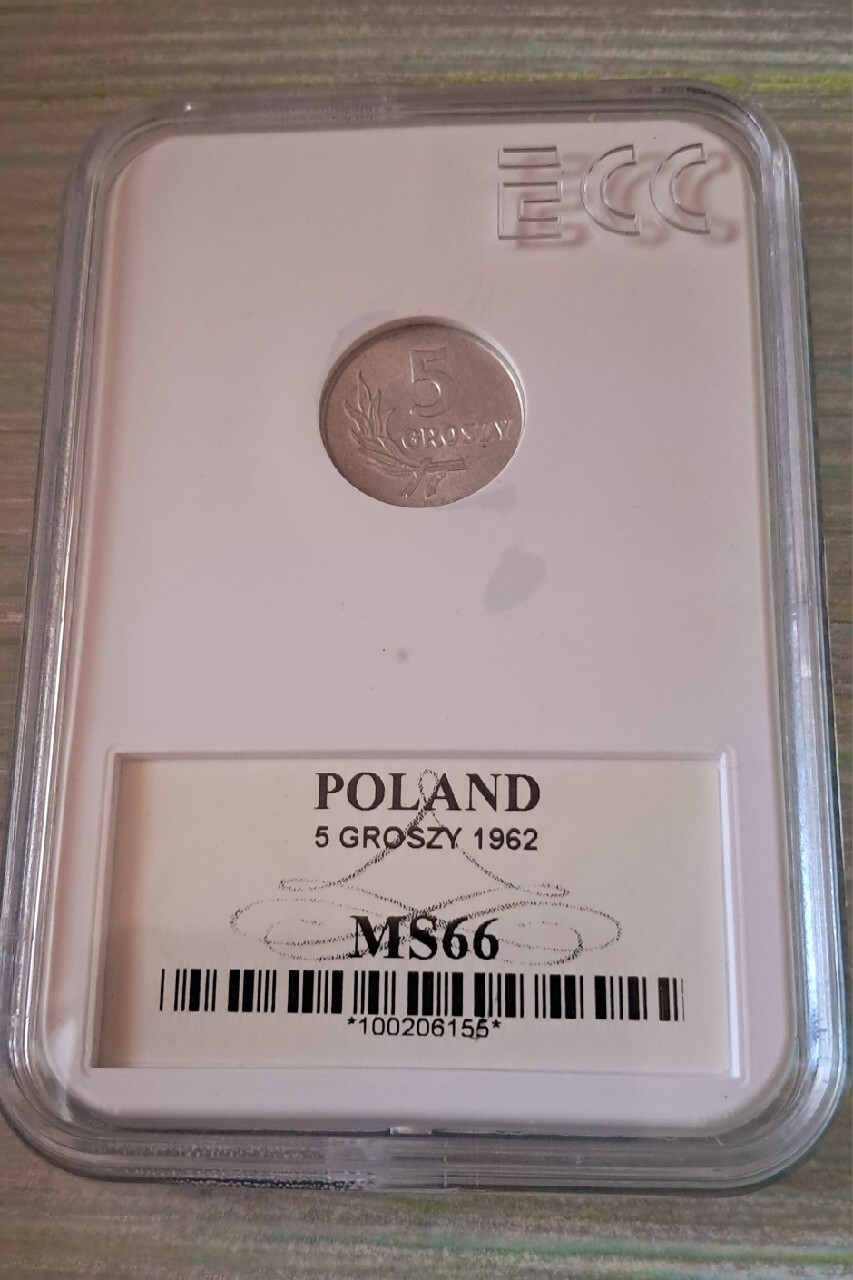 ECC
5
GROSZY
POLAND
5 GROSZY 1962
MS66
*100206155*